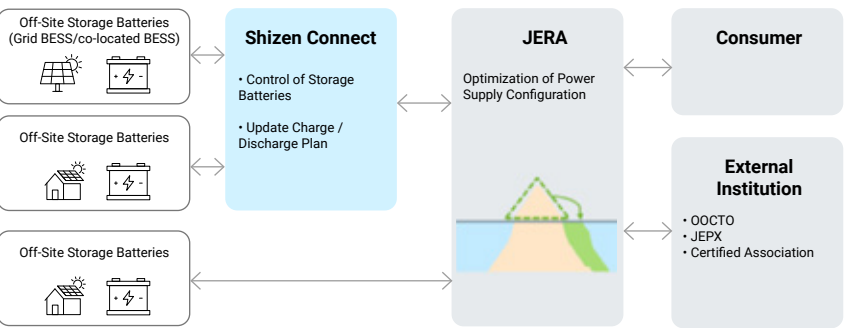 Off-Site Storage Batteries
(Grid BESS/co-located BESS)
Off-Site Storage Batteries
Off-Site Storage Batteries
Shizen Connect
• Control of Storage
Batteries
• Update Charge /
Discharge Plan
JERA
Optimization of Power
Supply Configuration
Consumer
External
Institution
• OOCTO
• JEPX
• Certified Association